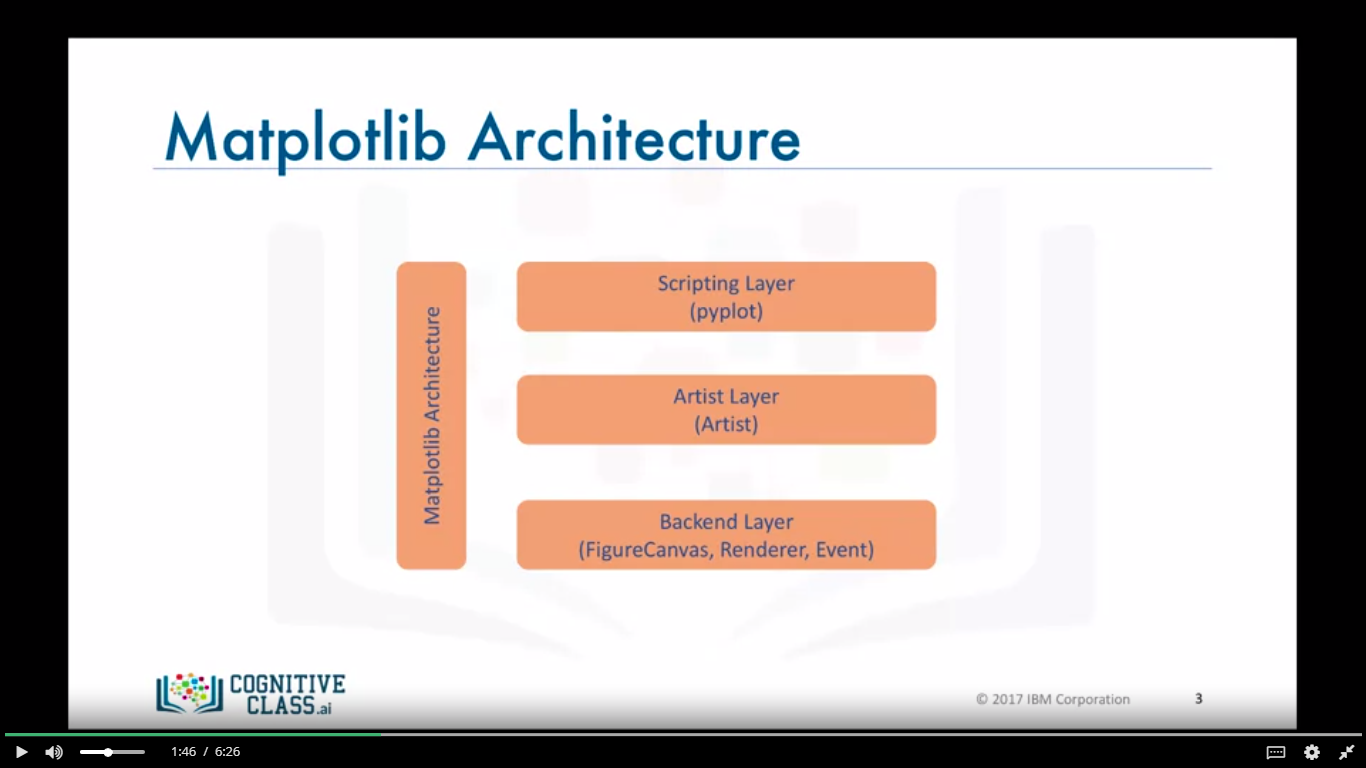 Matplotlib Architecture
Matplotlib Architecture
Scripting Layer
(pyplot)
Artist Layer
(Artist)
Backend Layer
(FigureCanvas, Renderer, Event)
COGNITIVE
CLASS.ai
© 2017 IBM Corporation
3
1:46 / 6:26